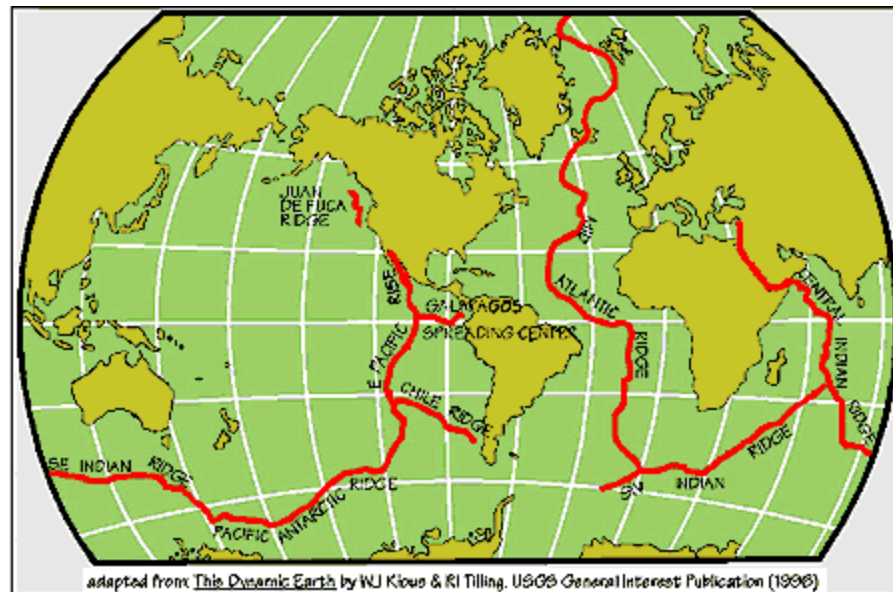 JUAN
DE FUCA
RIDGE
E PACIFIC RISE
GALAPAGOS
SPREADING CENTER
CHILE RIDGE
MID ATLANTIC RIDGE
CENTRAL INDIAN RIDGE
SE INDIAN RIDGE
PACIFIC ANTARCTIC RIDGE
SW INDIAN RIDGE
adapted from This Dynamic Earth by WJ Kious & RI Tilling. USGS General Interest Publication (1996)